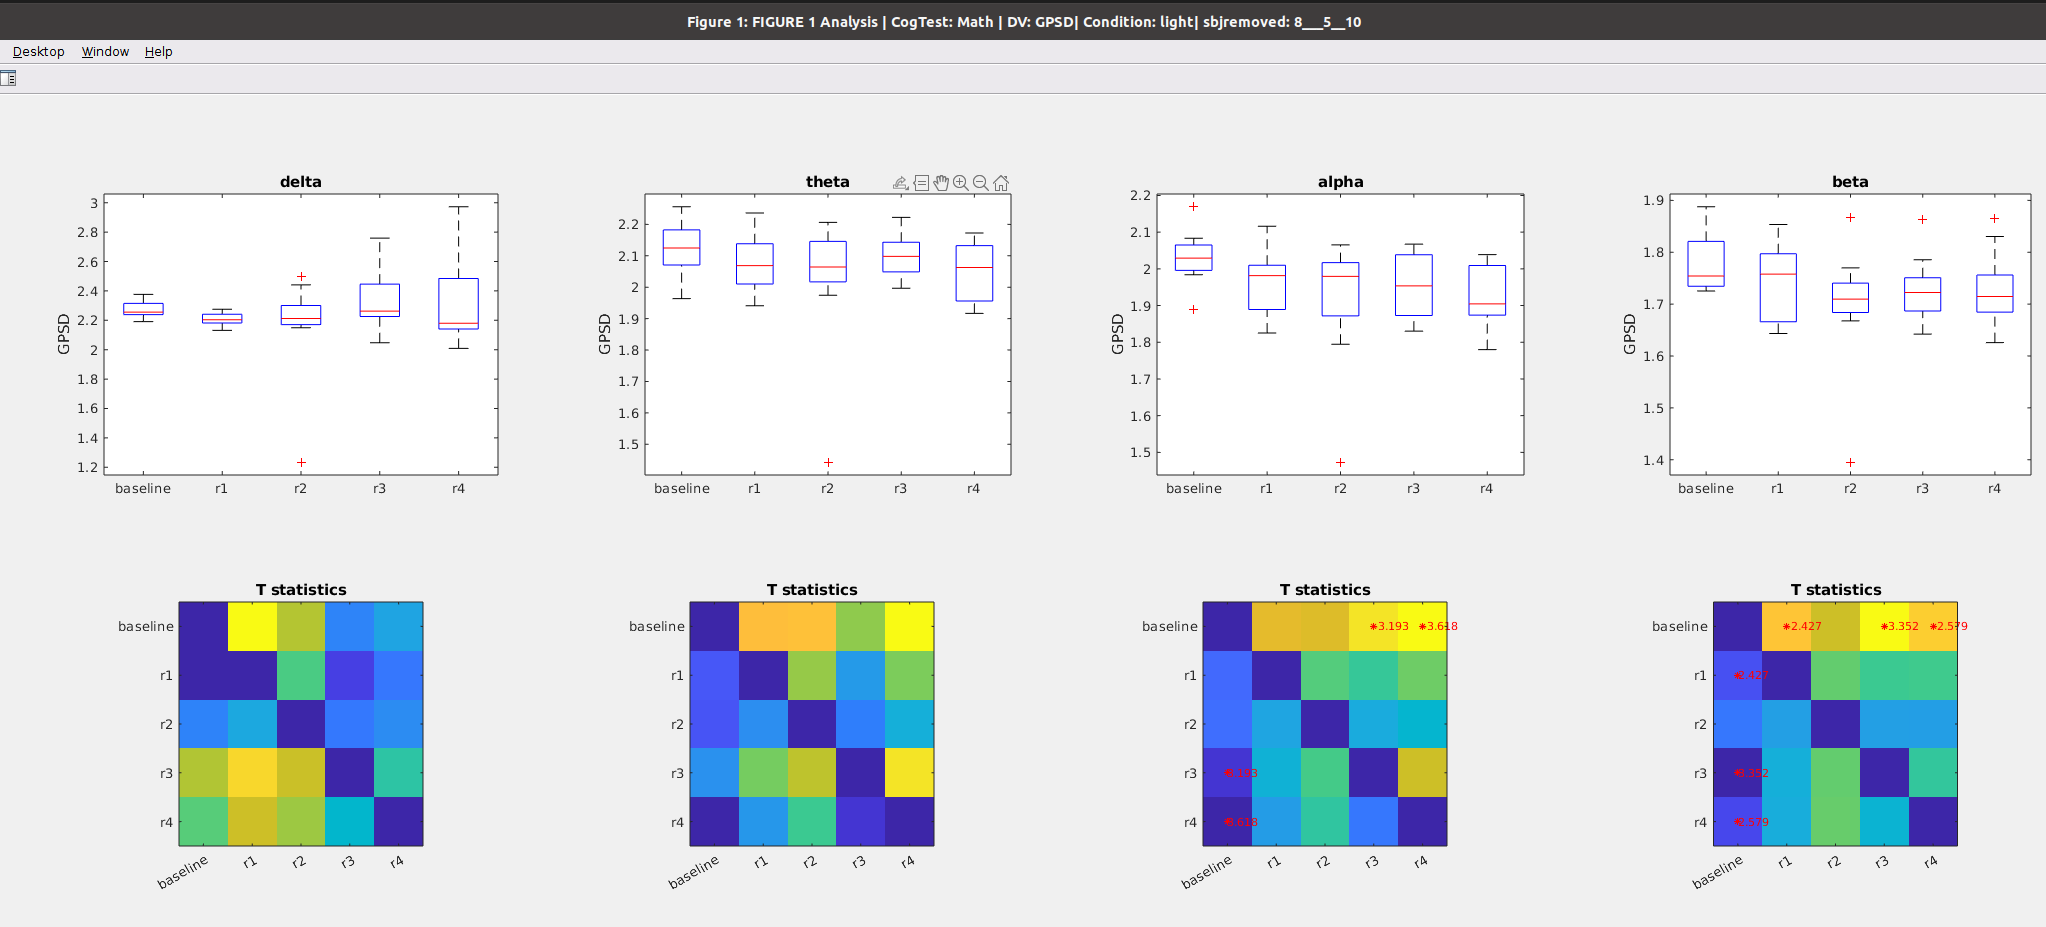 Figure 1: FIGURE 1 Analysis | CogTest: Math | DV: GPSD| Condition: light| sbjremoved: 8___5__10
Desktop Window Help
delta
GPSD
3
2.8
2.6
2.4
2.2
2
1.8
1.6
1.4
1.2
baseline r1 r2 r3 r4
theta
GPSD
2.2
2.1
2
1.9
1.8
1.7
1.6
1.5
baseline r1 r2 r3 r4
alpha
GPSD
2.2
2.1
2
1.9
1.8
1.7
1.6
1.5
baseline r1 r2 r3 r4
beta
GPSD
1.9
1.8
1.7
1.6
1.5
1.4
baseline r1 r2 r3 r4
T statistics
baseline
r1
r2
r3
r4
baseline r1 r2 r3 r4
T statistics
baseline
r1
r2
r3
r4
baseline r1 r2 r3 r4
T statistics
baseline *3.193 *3.618
r1
r2
r3
r4
baseline r1 r2 r3 r4
T statistics
baseline *2.427 *3.352 *2.579
r1
r2
r3
r4
baseline r1 r2 r3 r4